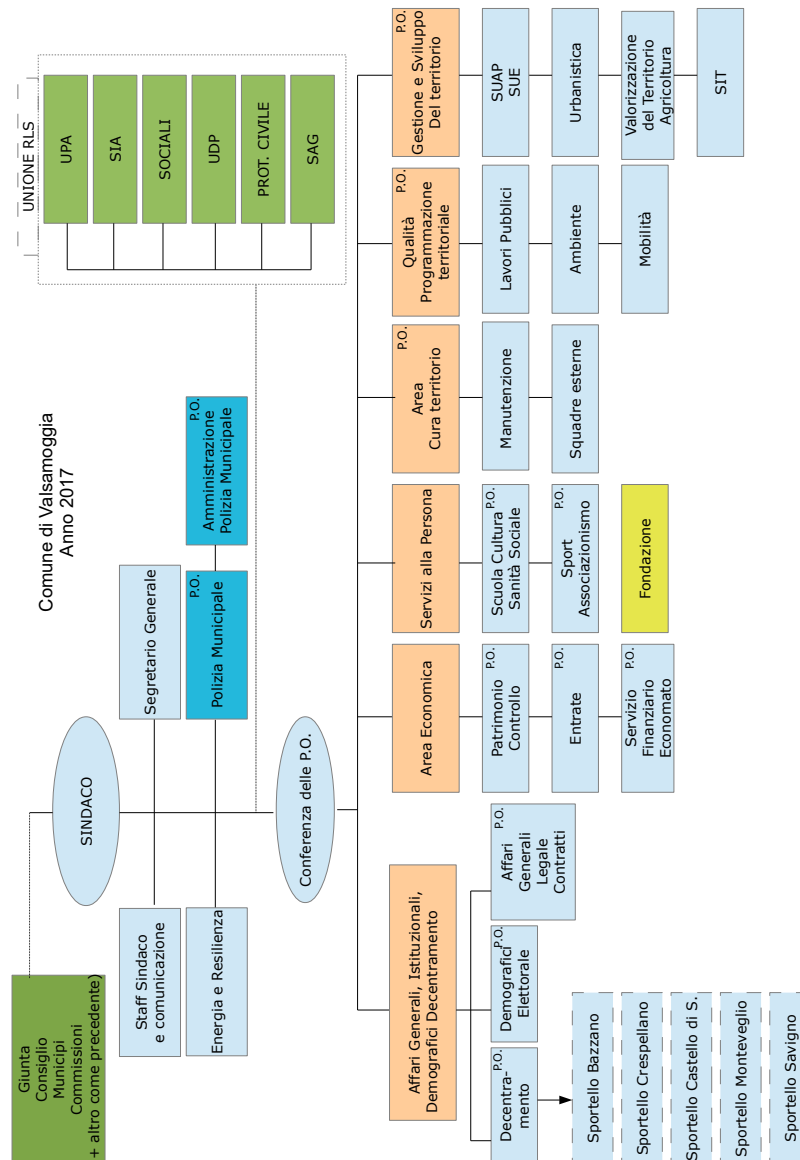 Comune di Valsamoggia
Anno 2017
Giunta
Consiglio
Municipi
Commissioni
+ altro come precedente)
SINDACO
UNIONE RLS
UPA
SIA
SOCIALI
UDP
PROT. CIVILE
SAG
Staff Sindaco
e comunicazione
Segretario Generale
Energia e Resilienza
P.O.
Polizia Municipale
P.O.
Amministrazione
Polizia Municipale
Conferenza delle P.O.
Affari Generali, Istituzionali,
Demografici Decentramento
P.O.
Decentra-
mento
P.O.
Demografici
Elettorale
P.O.
Affari
Generali
Legale
Contratti
Sportello Bazzano
Sportello Crespellano
Sportello Castello di S.
Sportello Monteveglio
Sportello Savigno
Area Economica
P.O.
Patrimonio
Controllo
P.O.
Entrate
P.O.
Servizio
Finanziario
Economato
Servizi alla Persona
P.O.
Scuola Cultura
Sanità Sociale
P.O.
Sport
Associazionismo
Fondazione
P.O.
Area
Cura territorio
Manutenzione
Squadre esterne
P.O.
Qualità
Programmazione
territoriale
Lavori Pubblici
Ambiente
Mobilità
P.O.
Gestione e Sviluppo
Del territorio
SUAP
SUE
Urbanistica
Valorizzazione
del Territorio
Agricoltura
SIT